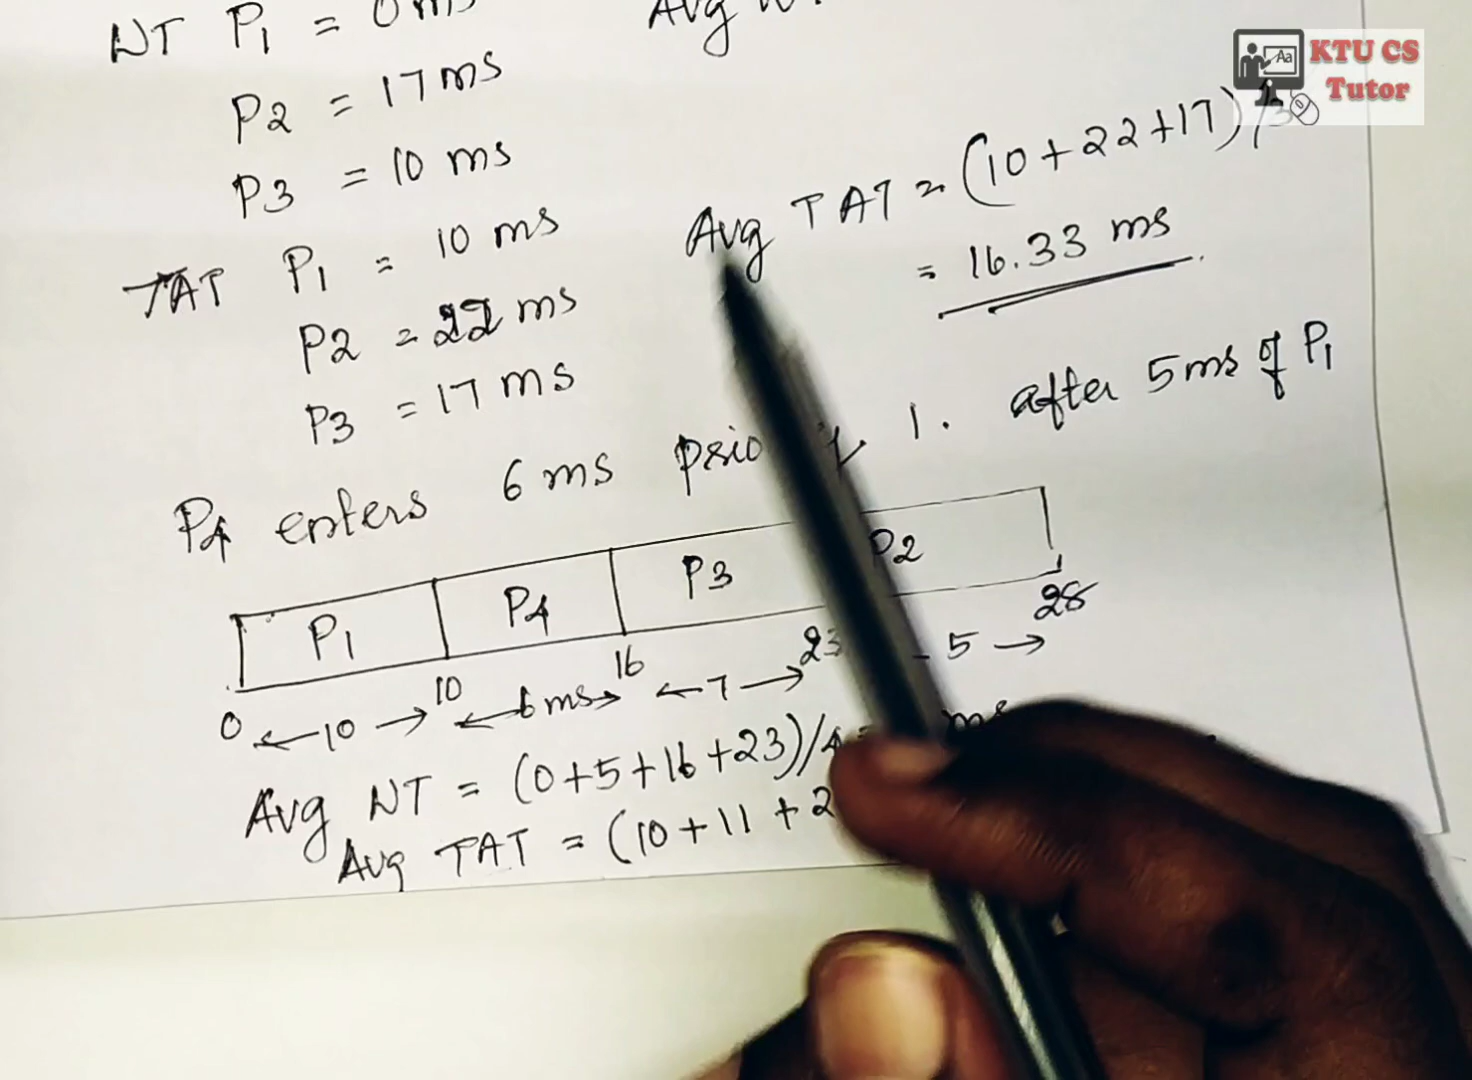 WT P1 = 0 ms
P2 = 17 ms
P3 = 10 ms
TAT P1 = 10 ms
P2 = 22 ms
P3 = 17 ms
Avg
Avg TAT = (10+22+17)/3
= 16.33 ms
P4 enters 6 ms 1. after 5 ms of P1
P1 P4 P3 P2
0 10 16 23 28
←10→ ←6 ms→ ←7→ 5→
Avg WT = (0+5+16+23)/4 = ms
Avg TAT = (10+11+2
KTU CS
Tutor
Aa